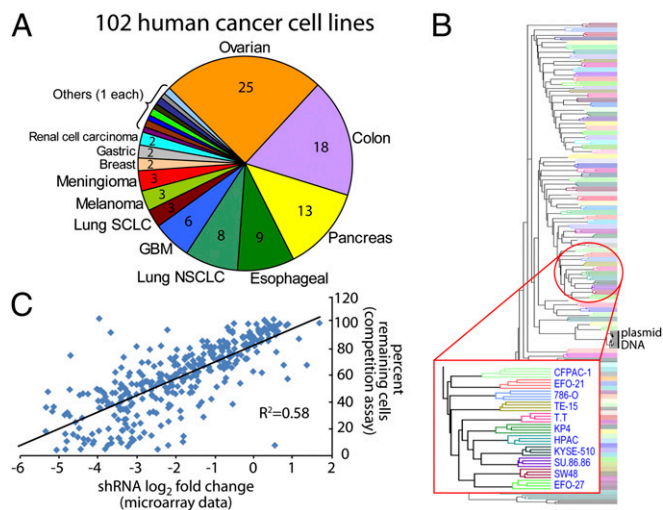 A
102 human cancer cell lines
Ovarian
25
Colon
18
Pancreas
13
Esophageal
9
Lung NSCLC
8
GBM
6
Lung SCLC
3
Melanoma
3
Meningioma
3
Breast
2
Gastric
2
Renal cell carcinoma
2
Others (1 each)
B
plasmid
DNA
CFPAC-1
EFO-21
786-O
TE-15
T.T
KP4
HPAC
KYSE-510
SU.86.86
SW48
EFO-27
C
120
100
80
60
40
20
0
percent
remaining cells
(competition assay)
R²=0.58
-6
-5
-4
-3
-2
-1
0
1
2
shRNA log₂ fold change
(microarray data)